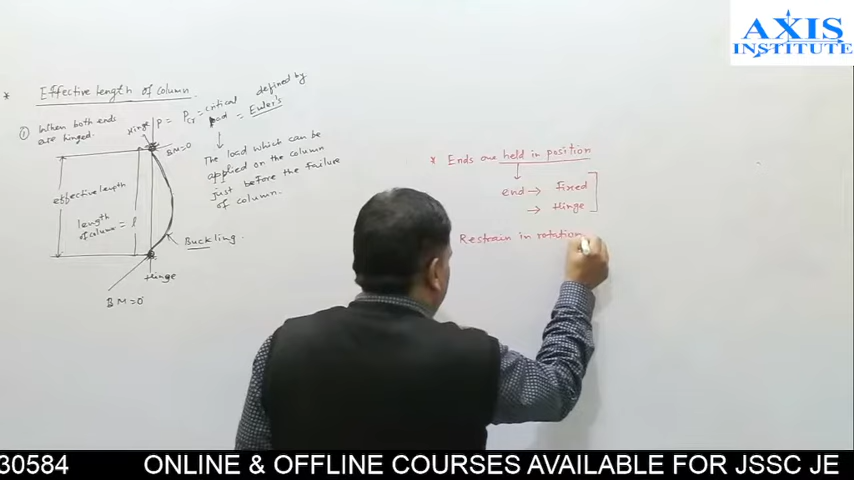 AXIS
INSTITUTE
* Effective length of column.
① When both ends
are hinged.
Hinge
P = Pcr = critical load = defined by Euler's
BM=0
The load which can be
applied on the column
just before the failure
of column.
effective length
length
of column = l
Buckling.
Hinge
BM=0
* Ends are held in position
end → fixed
→ Hinge
Restrain in rotation
30584 ONLINE & OFFLINE COURSES AVAILABLE FOR JSSC JE